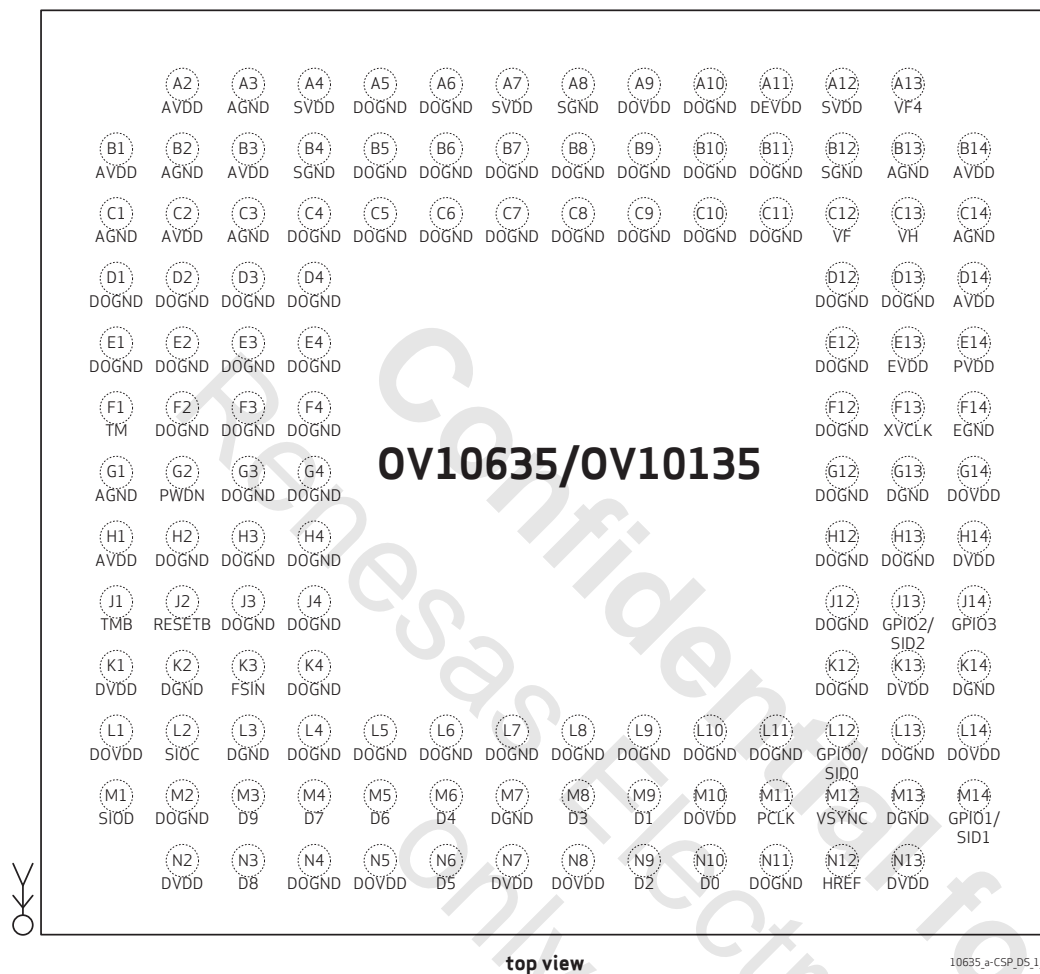 A2 A3 A4 A5 A6 A7 A8 A9 A10 A11 A12 A13
AVDD AGND SVDD DOGND DOGND SVDD SGND DOVDD DOGND DEVDD SVDD VF4
B1 B2 B3 B4 B5 B6 B7 B8 B9 B10 B11 B12 B13 B14
AVDD AGND AVDD SGND DOGND DOGND DOGND DOGND DOGND DOGND DOGND SGND AGND AVDD
C1 C2 C3 C4 C5 C6 C7 C8 C9 C10 C11 C12 C13 C14
AGND AVDD AGND DOGND DOGND DOGND DOGND DOGND DOGND DOGND DOGND VF VH AGND
D1 D2 D3 D4 D12 D13 D14
DOGND DOGND DOGND DOGND DOGND DOGND AVDD
E1 E2 E3 E4 E12 E13 E14
DOGND DOGND DOGND DOGND DOGND EVDD PVDD
F1 F2 F3 F4 F12 F13 F14
TM DOGND DOGND DOGND DOGND XVCLK EGND
OV10635/OV10135
G1 G2 G3 G4 G12 G13 G14
AGND PWDN DOGND DOGND DOGND DGND DOVDD
H1 H2 H3 H4 H12 H13 H14
AVDD DOGND DOGND DOGND DOGND DOGND DVDD
J1 J2 J3 J4 J12 J13 J14
TMB RESETB DOGND DOGND DOGND GPIO2/ GPIO3
SID2
K1 K2 K3 K4 K12 K13 K14
DVDD DGND FSIN DOGND DOGND DVDD DGND
L1 L2 L3 L4 L5 L6 L7 L8 L9 L10 L11 L12 L13 L14
DOVDD SIOC DGND DOGND DOGND DOGND DOGND DOGND DOGND DOGND DOGND GPIO0/ DOGND DOVDD
SID0
M1 M2 M3 M4 M5 M6 M7 M8 M9 M10 M11 M12 M13 M14
SIOD DOGND D9 D7 D6 D4 DGND D3 D1 DOVDD PCLK VSYNC DGND GPIO1/
SID1
N2 N3 N4 N5 N6 N7 N8 N9 N10 N11 N12 N13
DVDD D8 DOGND DOVDD D5 DVDD DOVDD D2 D0 DOGND HREF DVDD
top view
10635_a-CSP_DS_1
Confidential fo
Renesas Electr
only